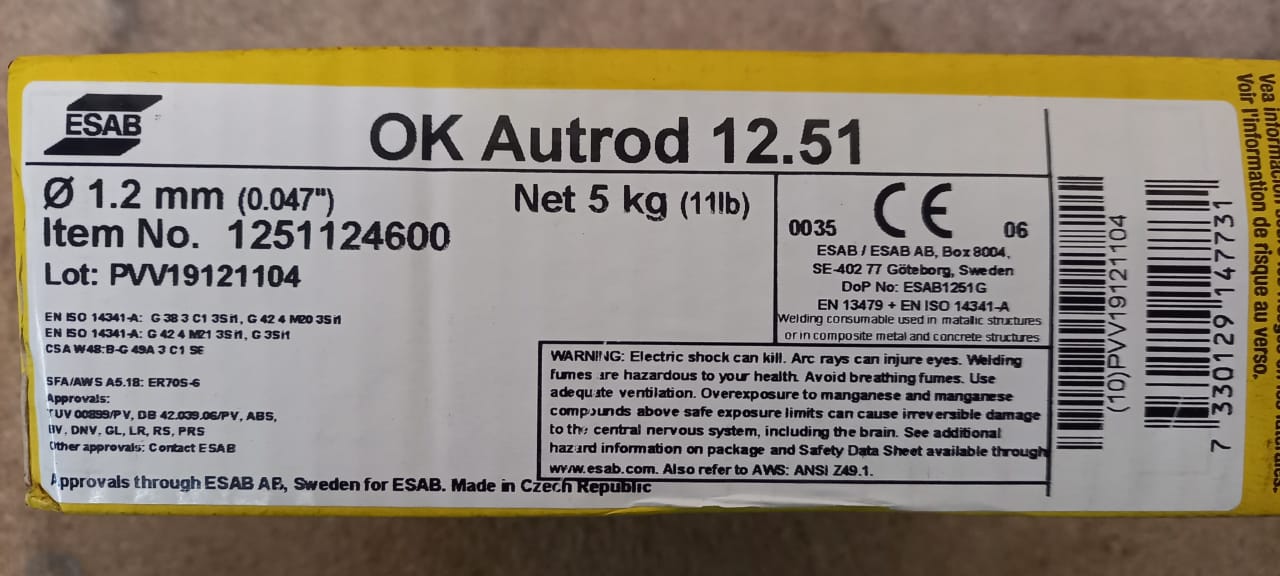 ESAB
OK Autrod 12.51
Ø 1.2 mm (0.047")
Net 5 kg (11lb)
Item No. 1251124600
Lot: PVV19121104
EN ISO 14341-A: G 38 3 C1 3Si1, G 42 4 M20 3Si1
EN ISO 14341-A: G 42 4 M21 3Si1, G 3Si1
CSA W48:B-G 49A 3 C1 S6
SFA/AWS A5.18: ER70S-6
Approvals:
TUV 00899/PV, DB 42.039.06/PV, ABS,
BV, DNV, GL, LR, RS, PRS
Other approvals: Contact ESAB
Approvals through ESAB AB, Sweden for ESAB. Made in Czech Republic
0035 CE 06
ESAB / ESAB AB, Box 8004,
SE-402 77 Göteborg, Sweden
DoP No: ESAB1251G
EN 13479 + EN ISO 14341-A
Welding consumable used in matallic structures
or in composite metal and concrete structures
WARNING: Electric shock can kill. Arc rays can injure eyes. Welding
fumes are hazardous to your health. Avoid breathing fumes. Use
adequate ventilation. Overexposure to manganese and manganese
compounds above safe exposure limits can cause irreversible damage
to the central nervous system, including the brain. See additional
hazard information on package and Safety Data Sheet available through
www.esab.com. Also refer to AWS: ANSI Z49.1.
(10)PVV19121104
7 330129 147731
Vea
Voir l'information de risque au verso.